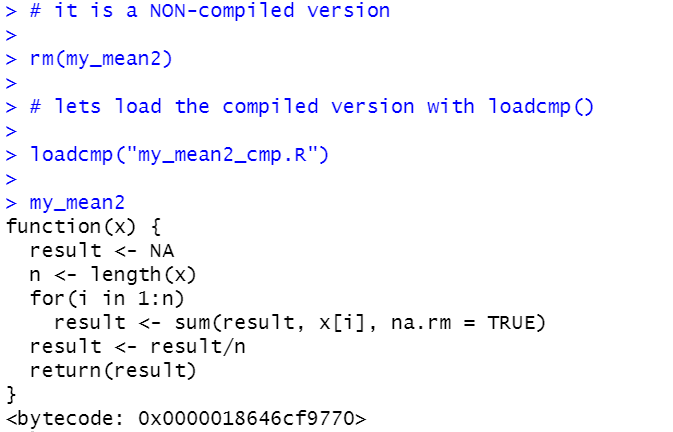 > # it is a NON-compiled version
>
> rm(my_mean2)
>
> # lets load the compiled version with loadcmp()
>
> loadcmp("my_mean2_cmp.R")
>
> my_mean2
function(x) {
  result <- NA
  n <- length(x)
  for(i in 1:n)
    result <- sum(result, x[i], na.rm = TRUE)
  result <- result/n
  return(result)
}
<bytecode: 0x0000018646cf9770>